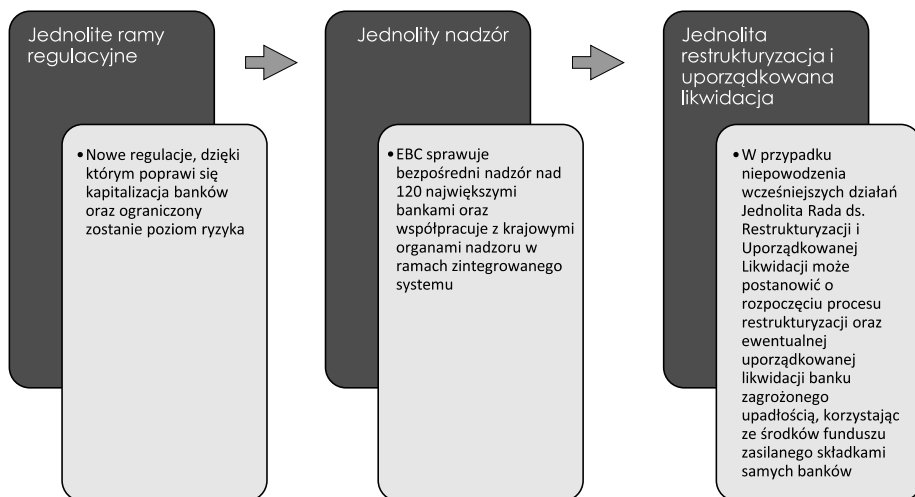 Jednolite ramy
regulacyjne
•Nowe regulacje, dzięki
którym poprawi się
kapitalizacja banków
oraz ograniczony
zostanie poziom ryzyka
Jednolity nadzór
•EBC sprawuje
bezpośredni nadzór nad
120 największymi
bankami oraz
współpracuje z krajowymi
organami nadzoru w
ramach zintegrowanego
systemu
Jednolita
restrukturyzacja i
uporządkowana
likwidacja
•W przypadku
niepowodzenia
wcześniejszych działań
Jednolita Rada ds.
Restrukturyzacji i
Uporządkowanej
Likwidacji może
postanowić o
rozpoczęciu procesu
restrukturyzacji oraz
ewentualnej
uporządkowanej
likwidacji banku
zagrożonego
upadłością, korzystając
ze środków funduszu
zasilanego składkami
samych banków